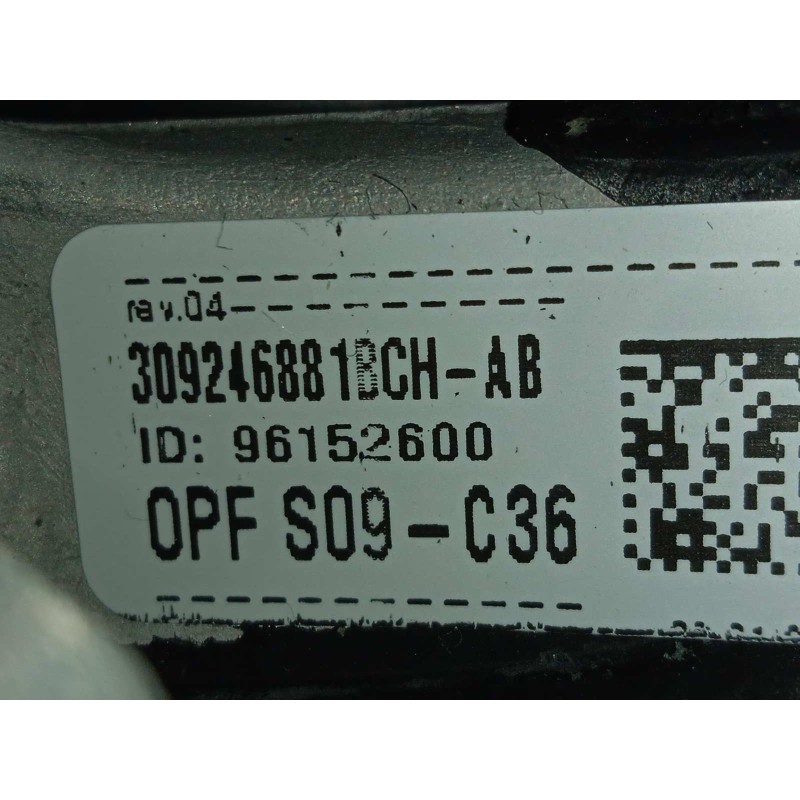 rev.04
309246881BCH-AB
ID: 96152600
OPF S09-C36